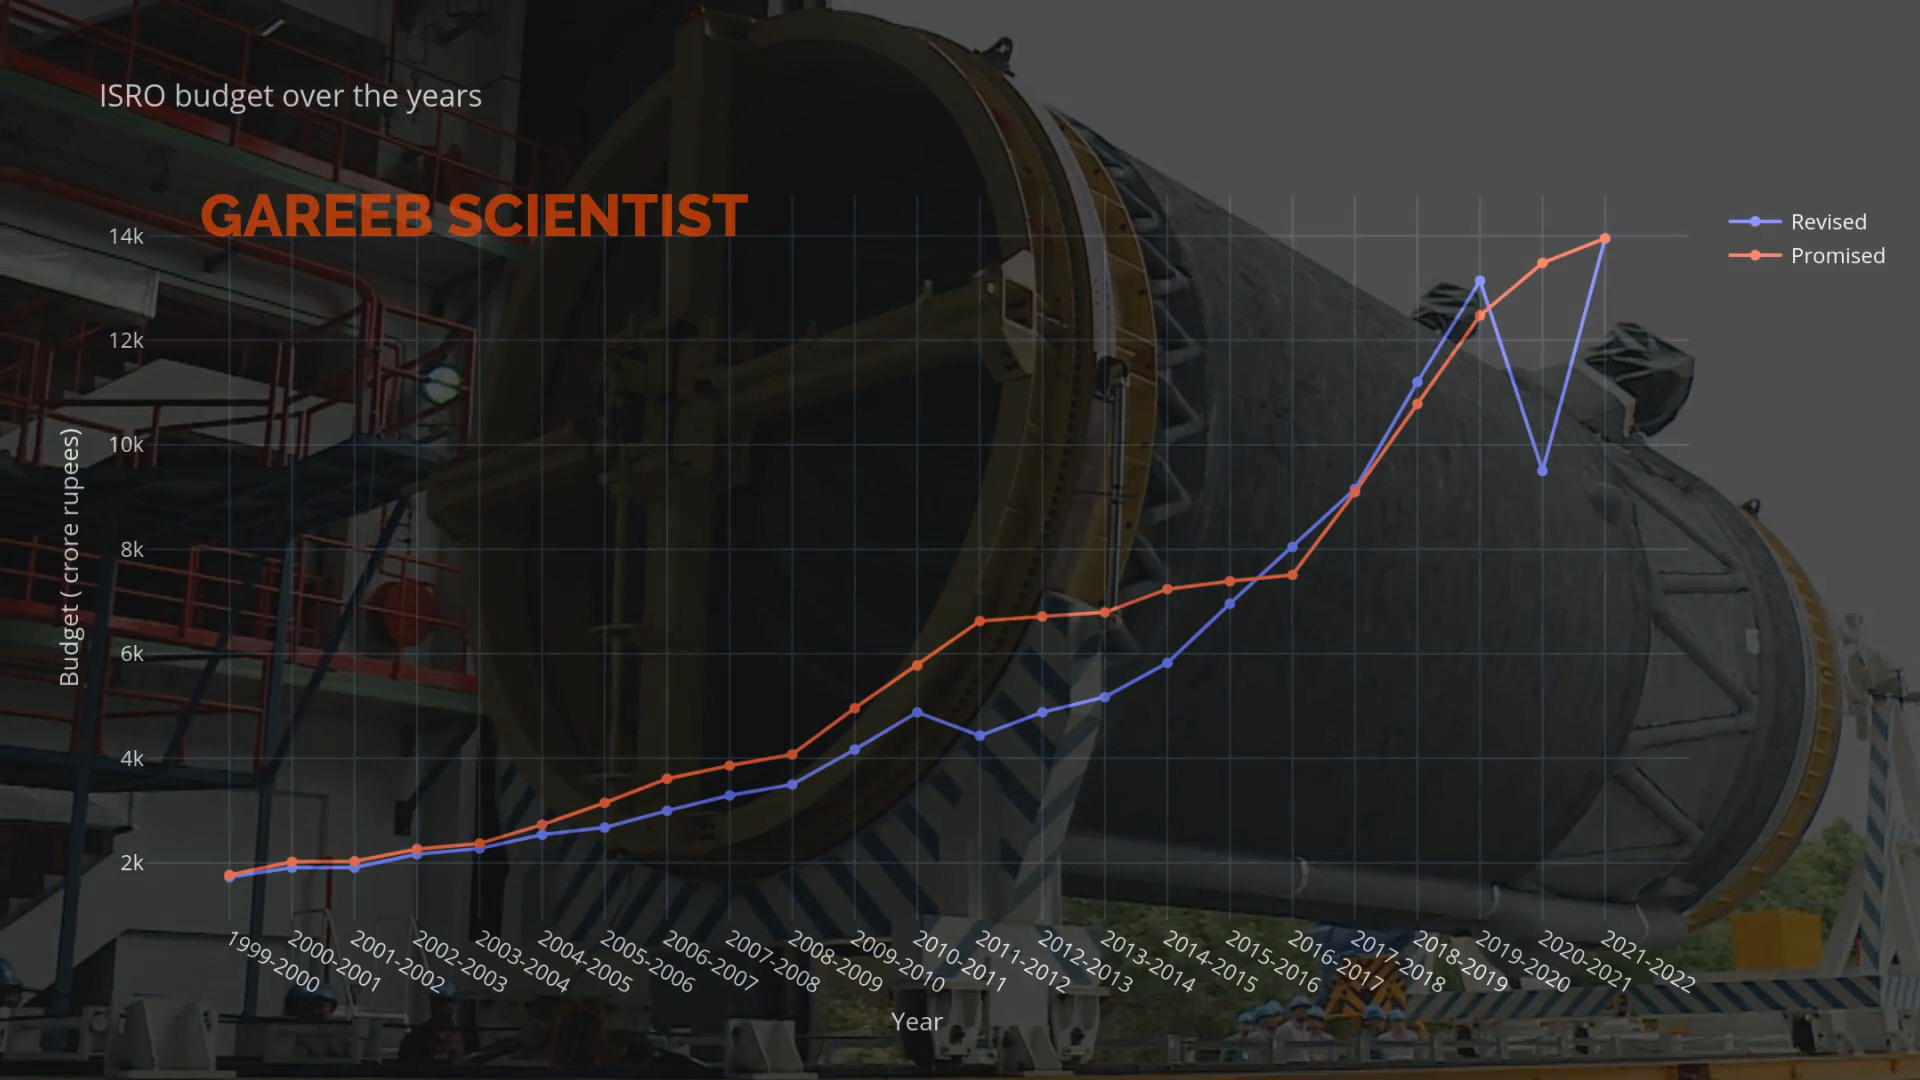 ISRO budget over the years
GAREEB SCIENTIST
14k
12k
10k
8k
6k
4k
2k
Budget ( crore rupees)
Revised
Promised
1999-2000
2000-2001
2001-2002
2002-2003
2003-2004
2004-2005
2005-2006
2006-2007
2007-2008
2008-2009
2009-2010
2010-2011
2011-2012
2012-2013
2013-2014
2014-2015
2015-2016
2016-2017
2017-2018
2018-2019
2019-2020
2020-2021
2021-2022
Year